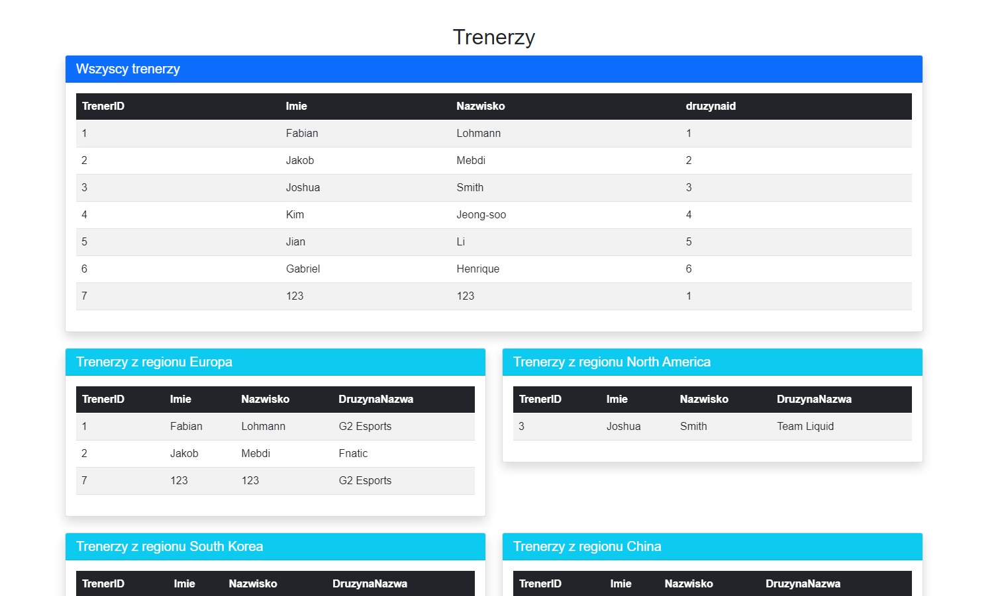 Trenerzy
Wszyscy trenerzy
TrenerID Imie Nazwisko druzynaid
1 Fabian Lohmann 1
2 Jakob Mebdi 2
3 Joshua Smith 3
4 Kim Jeong-soo 4
5 Jian Li 5
6 Gabriel Henrique 6
7 123 123 1
Trenerzy z regionu Europa
TrenerID Imie Nazwisko DruzynaNazwa
1 Fabian Lohmann G2 Esports
2 Jakob Mebdi Fnatic
7 123 123 G2 Esports
Trenerzy z regionu North America
TrenerID Imie Nazwisko DruzynaNazwa
3 Joshua Smith Team Liquid
Trenerzy z regionu South Korea
TrenerID Imie Nazwisko DruzynaNazwa
Trenerzy z regionu China
TrenerID Imie Nazwisko DruzynaNazwa